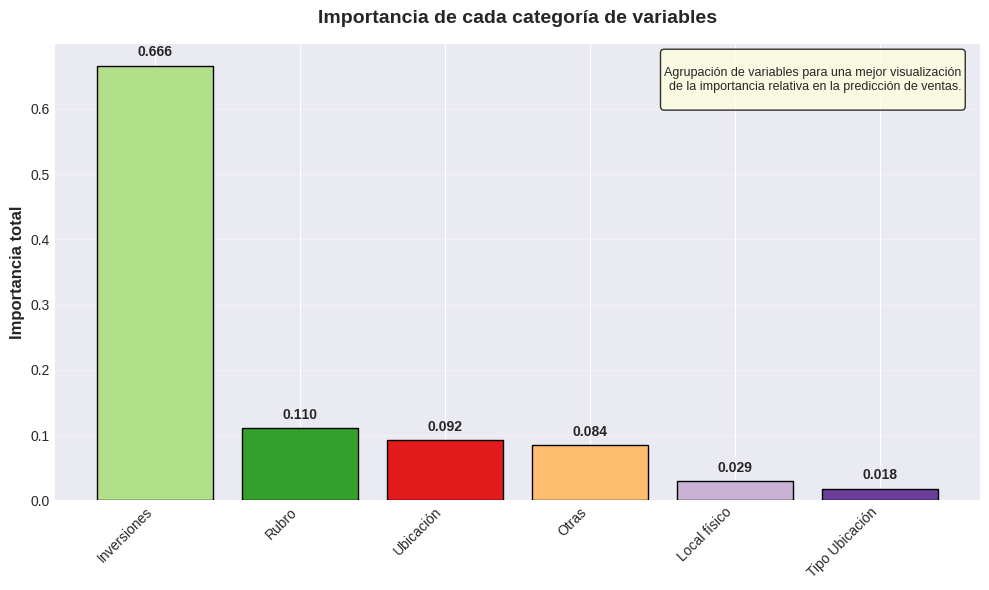 Importancia de cada categoría de variables
Agrupación de variables para una mejor visualización
de la importancia relativa en la predicción de ventas.
Importancia total
0.6
0.5
0.4
0.3
0.2
0.1
0.0
0.666
0.110
0.092
0.084
0.029
0.018
Inversiones
Rubro
Ubicación
Otras
Local físico
Tipo Ubicación